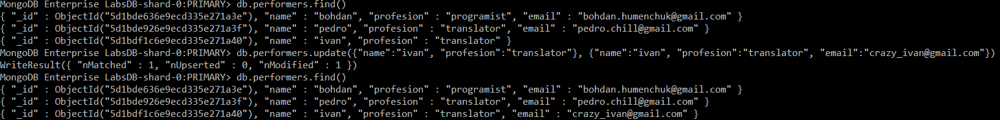 MongoDB Enterprise LabsDB-shard-0:PRIMARY> db.performers.find()
{ "_id" : ObjectId("5d1bde636e9ecd335e271a3e"), "name" : "bohdan", "profesion" : "programist", "email" : "bohdan.humenchuk@gmail.com" }
{ "_id" : ObjectId("5d1bde926e9ecd335e271a3f"), "name" : "pedro", "profesion" : "translator", "email" : "pedro.chill@gmail.com" }
{ "_id" : ObjectId("5d1bdf1c6e9ecd335e271a40"), "name" : "ivan", "profesion" : "translator" }
MongoDB Enterprise LabsDB-shard-0:PRIMARY> db.performers.update({"name":"ivan", "profesion":"translator"}, {"name":"ivan", "profesion":"translator", "email":"crazy_ivan@gmail.com"})
WriteResult({ "nMatched" : 1, "nUpserted" : 0, "nModified" : 1 })
MongoDB Enterprise LabsDB-shard-0:PRIMARY> db.performers.find()
{ "_id" : ObjectId("5d1bde636e9ecd335e271a3e"), "name" : "bohdan", "profesion" : "programist", "email" : "bohdan.humenchuk@gmail.com" }
{ "_id" : ObjectId("5d1bde926e9ecd335e271a3f"), "name" : "pedro", "profesion" : "translator", "email" : "pedro.chill@gmail.com" }
{ "_id" : ObjectId("5d1bdf1c6e9ecd335e271a40"), "name" : "ivan", "profesion" : "translator", "email" : "crazy_ivan@gmail.com" }